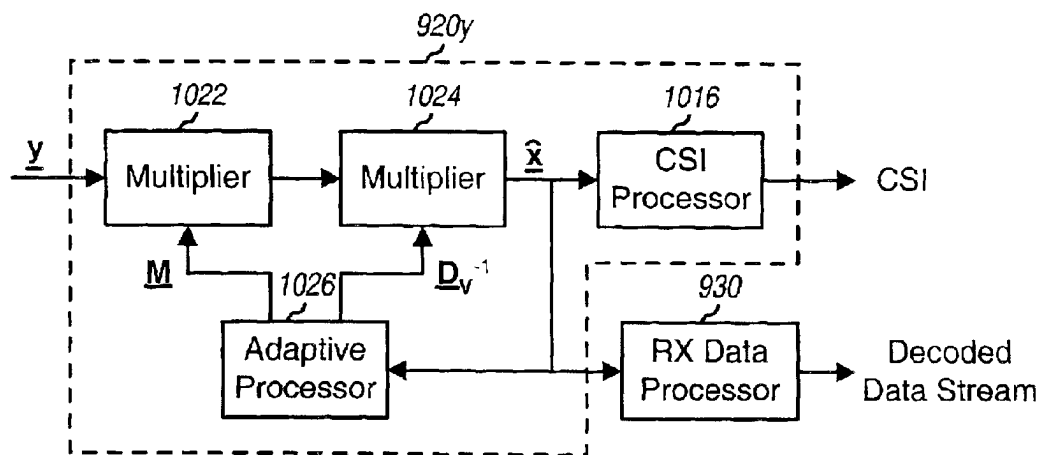 920y
1022
1024
1016
y
Multiplier
Multiplier
x̂
CSI
Processor
CSI
M
D_v^-1
1026
930
Adaptive
Processor
RX Data
Processor
Decoded
Data Stream